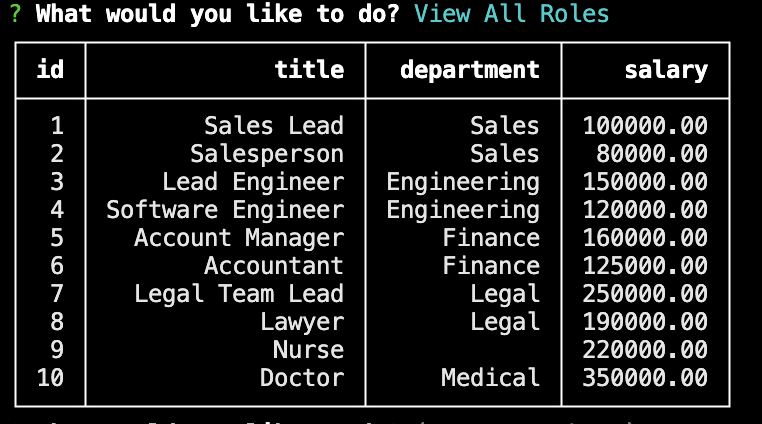 ? What would you like to do? View All Roles
id title department salary
1 Sales Lead Sales 100000.00
2 Salesperson Sales 80000.00
3 Lead Engineer Engineering 150000.00
4 Software Engineer Engineering 120000.00
5 Account Manager Finance 160000.00
6 Accountant Finance 125000.00
7 Legal Team Lead Legal 250000.00
8 Lawyer Legal 190000.00
9 Nurse 220000.00
10 Doctor Medical 350000.00